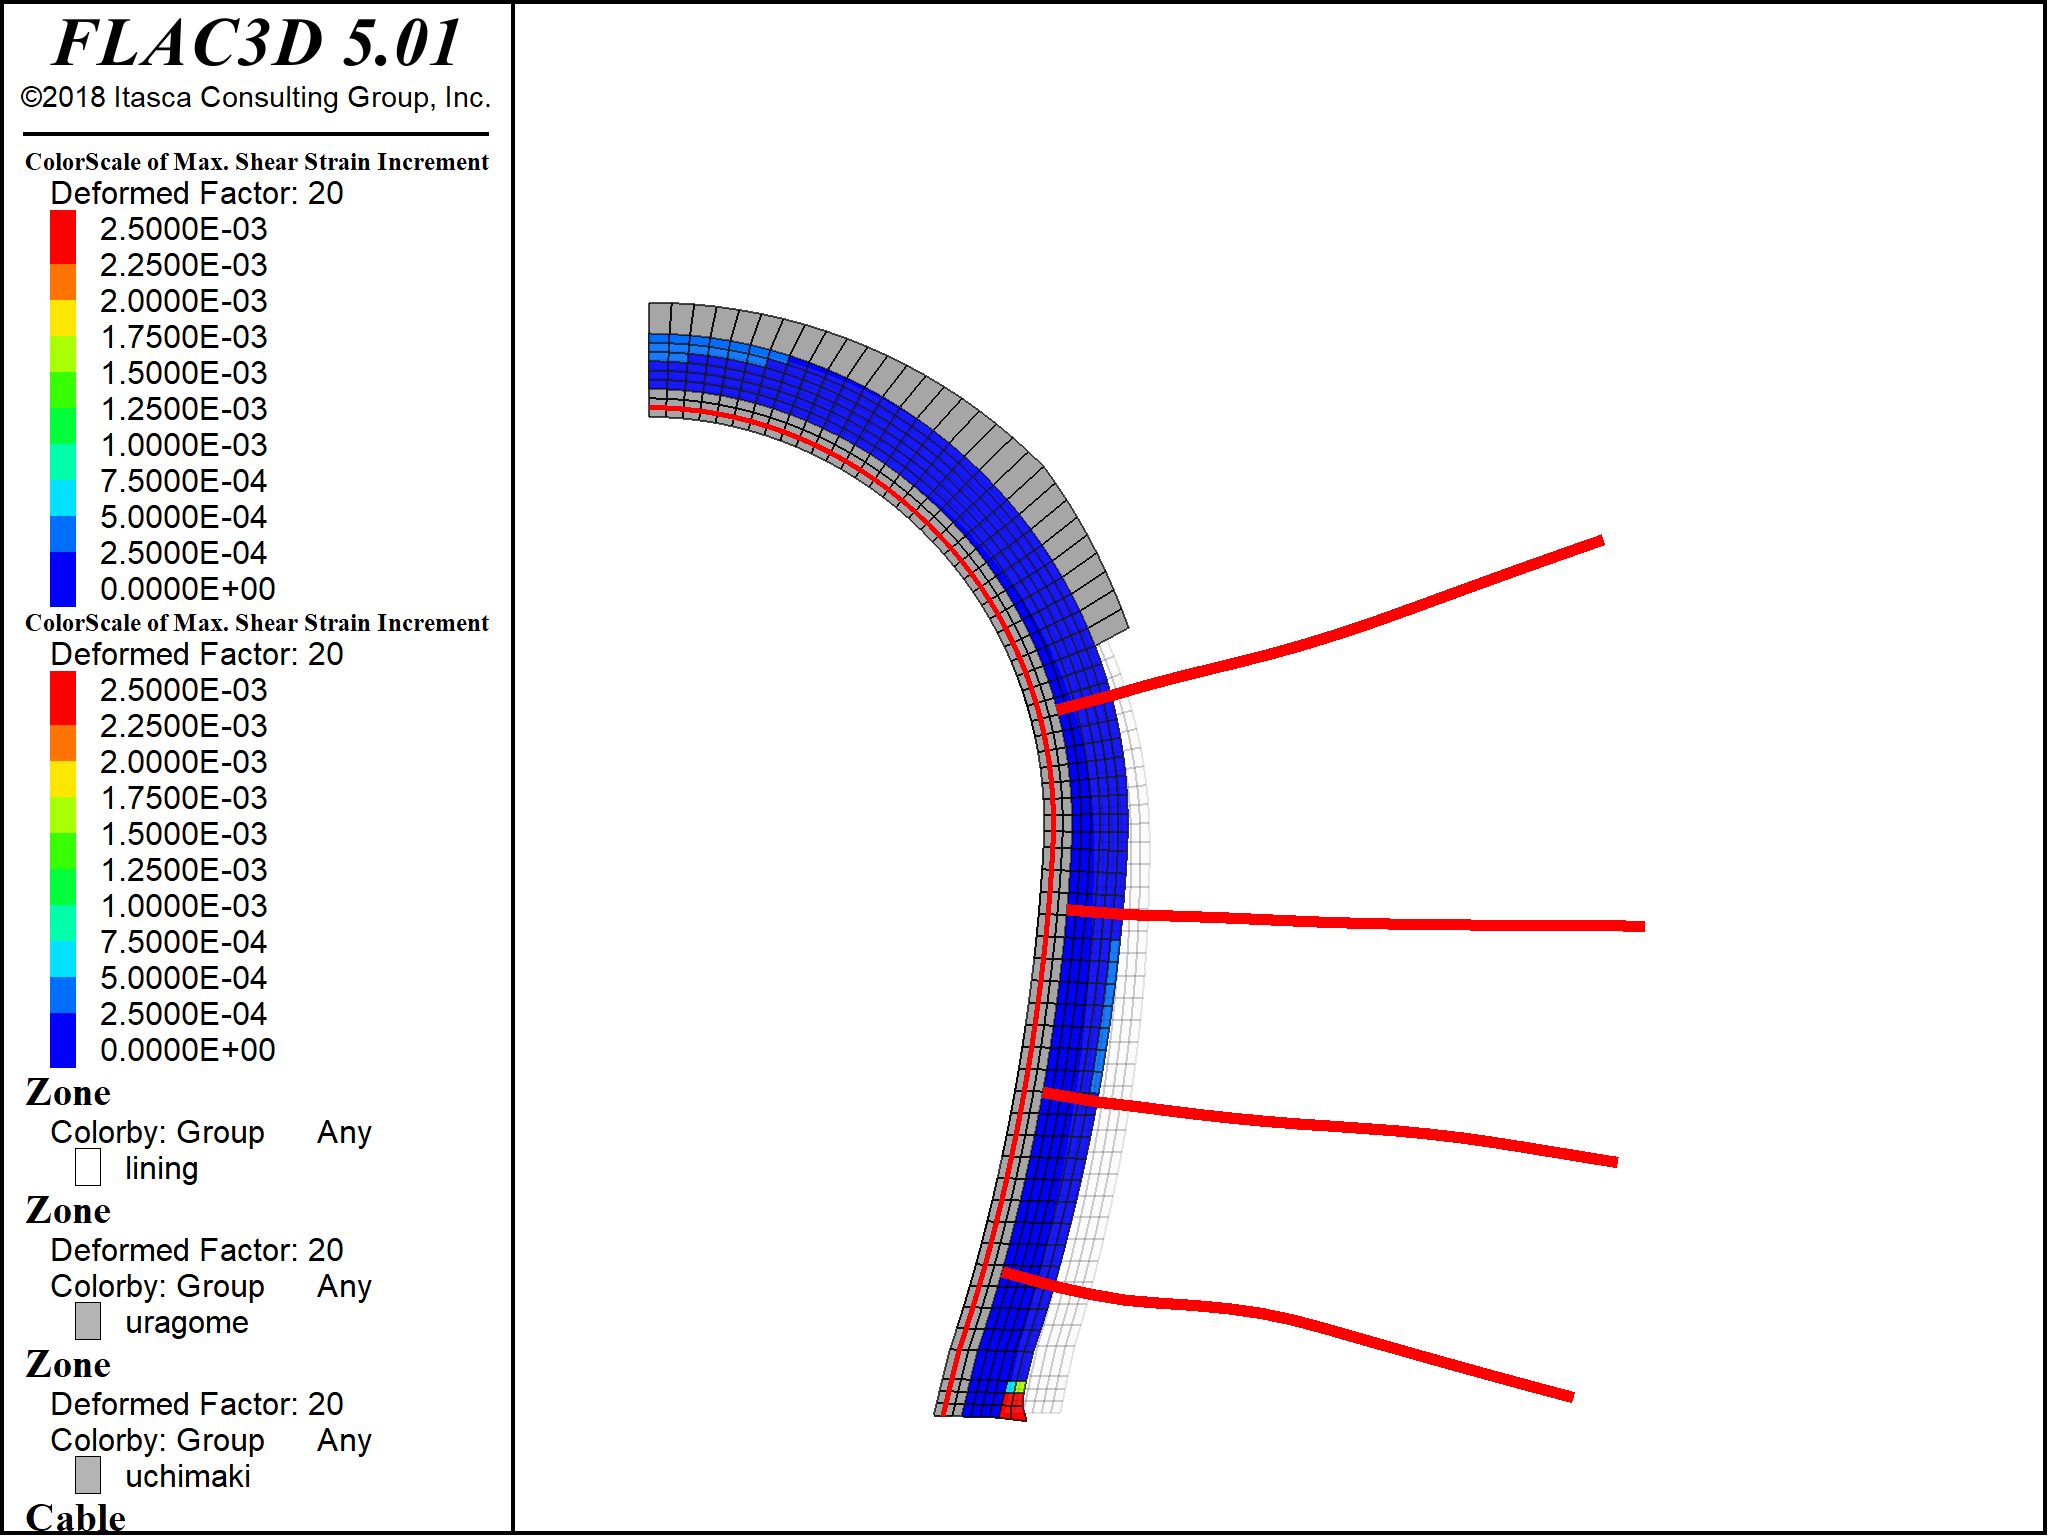 FLAC3D 5.01
©2018 Itasca Consulting Group, Inc.
ColorScale of Max. Shear Strain Increment
Deformed Factor: 20
2.5000E-03
2.2500E-03
2.0000E-03
1.7500E-03
1.5000E-03
1.2500E-03
1.0000E-03
7.5000E-04
5.0000E-04
2.5000E-04
0.0000E+00
ColorScale of Max. Shear Strain Increment
Deformed Factor: 20
2.5000E-03
2.2500E-03
2.0000E-03
1.7500E-03
1.5000E-03
1.2500E-03
1.0000E-03
7.5000E-04
5.0000E-04
2.5000E-04
0.0000E+00
Zone
Colorby: Group Any
lining
Zone
Deformed Factor: 20
Colorby: Group Any
uragome
Zone
Deformed Factor: 20
Colorby: Group Any
uchimaki
Cable